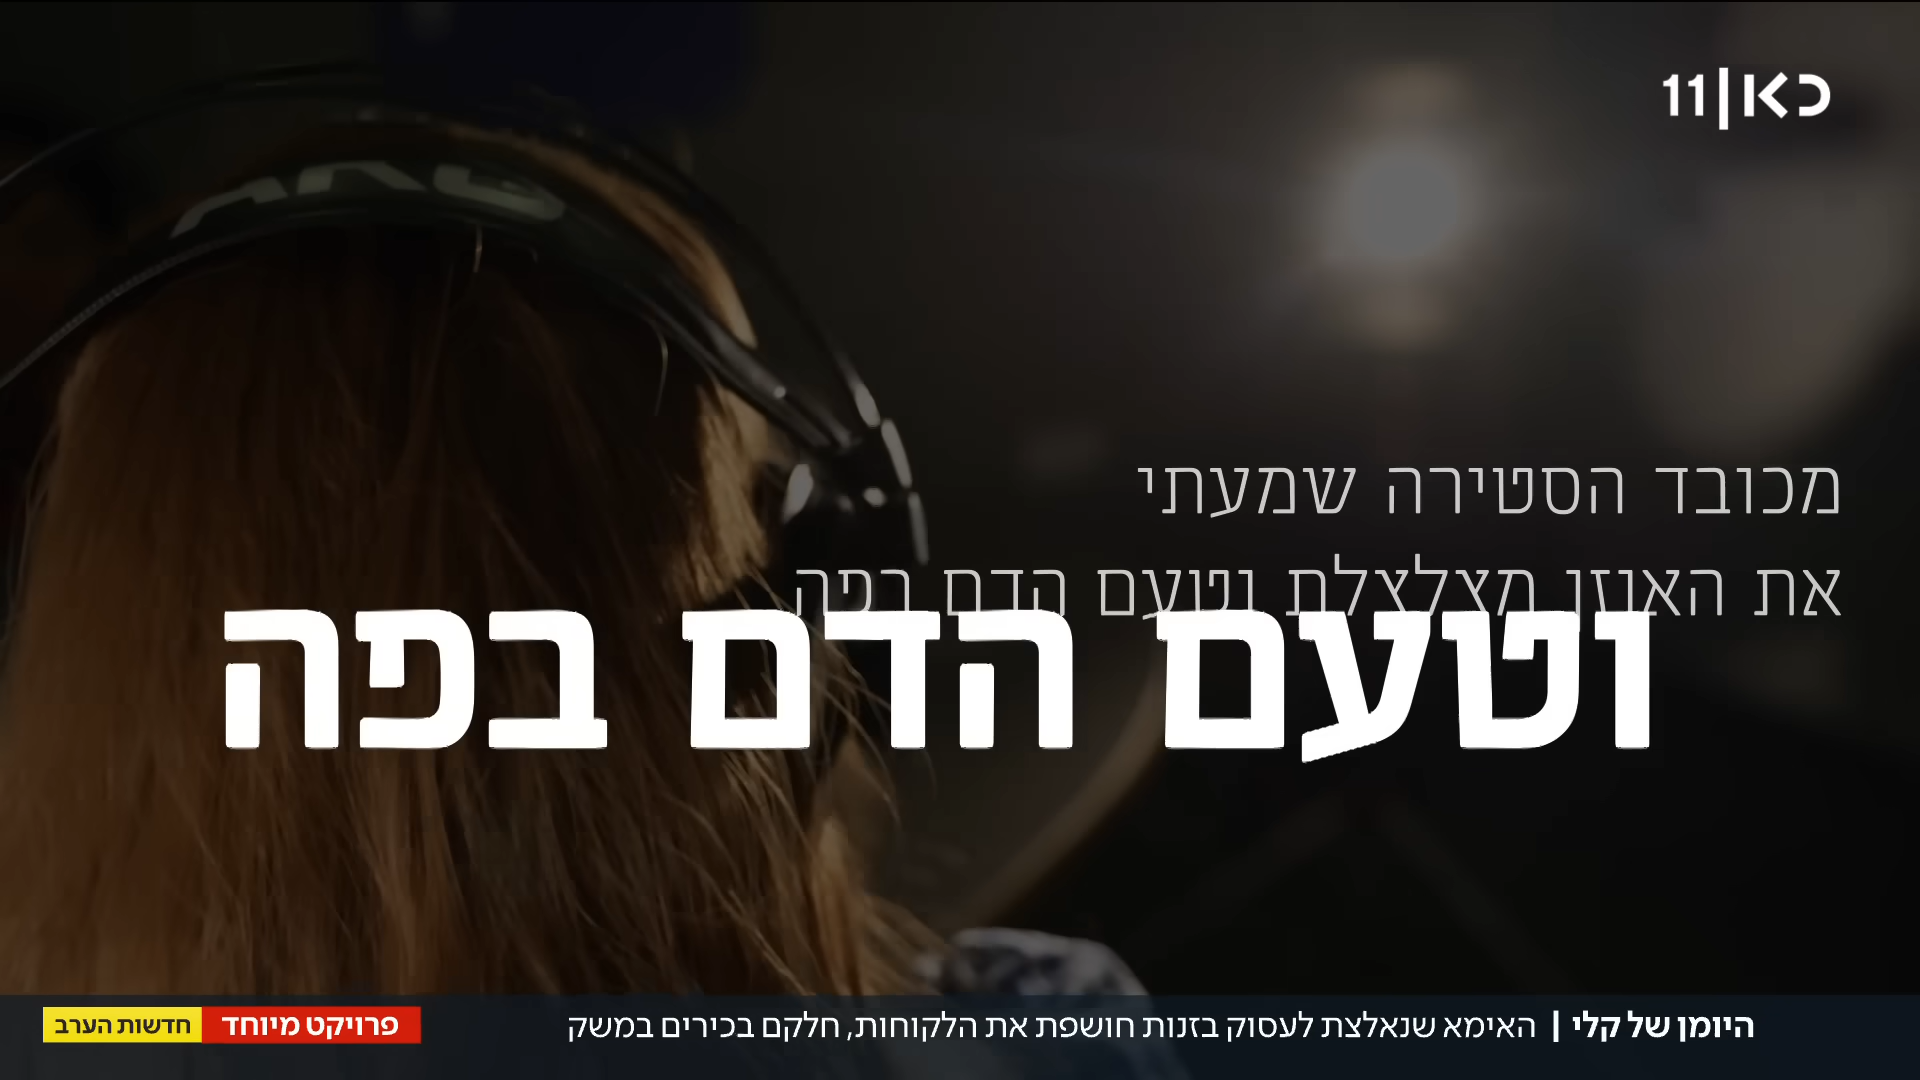 כאן|11
מכובד הסטירה שמעתי
את האוזן מצלצלת וטעם הדם בפה
וטעם הדם בפה
היומן של קלי | האימא שנאלצת לעסוק בזנות חושפת את הלקוחות, חלקם בכירים במשק
פרויקט מיוחד חדשות הערב